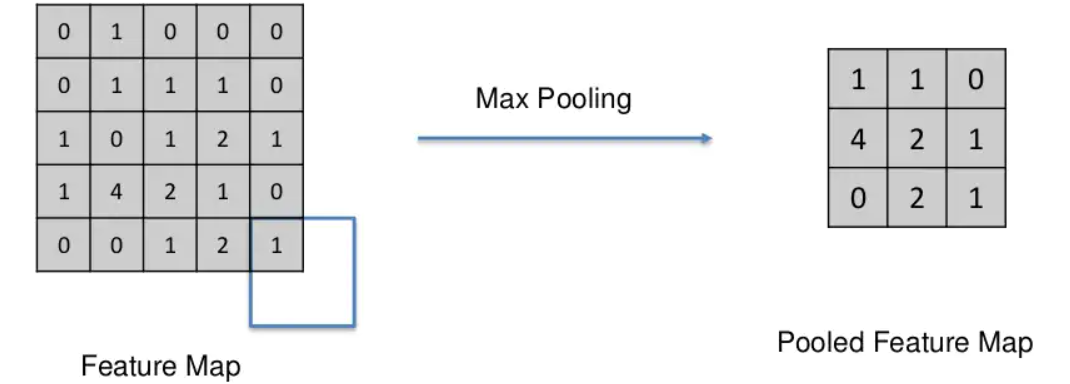 0 1 0 0 0
0 1 1 1 0
1 0 1 2 1
1 4 2 1 0
0 0 1 2 1
Feature Map
Max Pooling
1 1 0
4 2 1
0 2 1
Pooled Feature Map